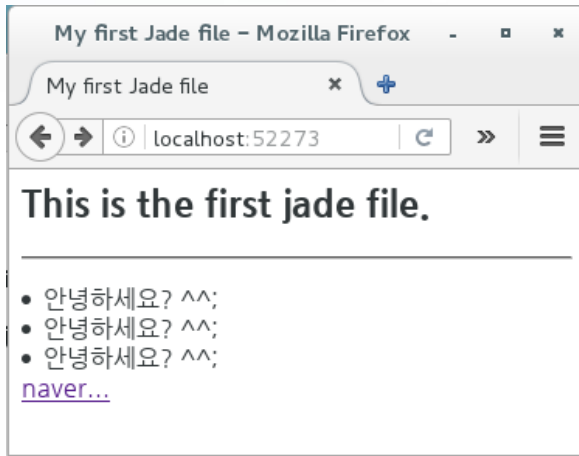 My first Jade file – Mozilla Firefox
My first Jade file
localhost:52273
This is the first jade file.
• 안녕하세요? ^^;
• 안녕하세요? ^^;
• 안녕하세요? ^^;
naver...